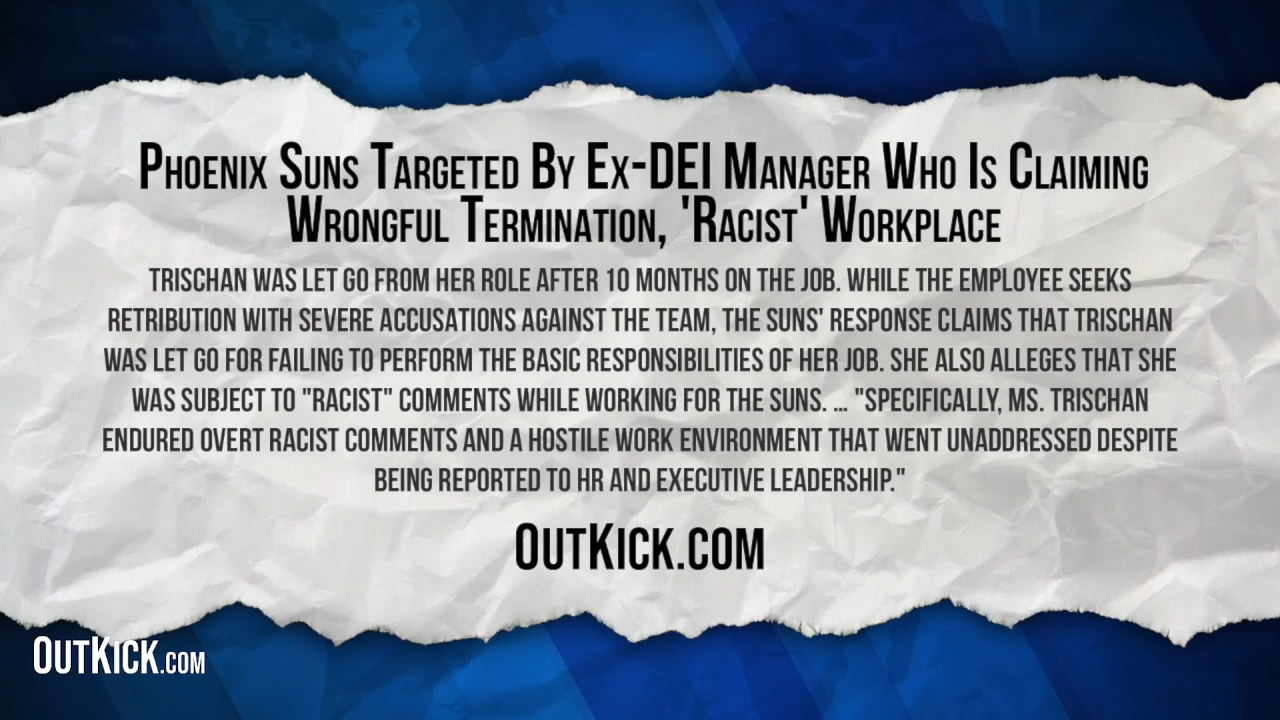 Phoenix Suns Targeted By Ex-DEI Manager Who Is Claiming
Wrongful Termination, 'Racist' Workplace
TRISCHAN WAS LET GO FROM HER ROLE AFTER 10 MONTHS ON THE JOB. WHILE THE EMPLOYEE SEEKS
RETRIBUTION WITH SEVERE ACCUSATIONS AGAINST THE TEAM, THE SUNS' RESPONSE CLAIMS THAT TRISCHAN
WAS LET GO FOR FAILING TO PERFORM THE BASIC RESPONSIBILITIES OF HER JOB. SHE ALSO ALLEGES THAT SHE
WAS SUBJECT TO "RACIST" COMMENTS WHILE WORKING FOR THE SUNS. ... "SPECIFICALLY, MS. TRISCHAN
ENDURED OVERT RACIST COMMENTS AND A HOSTILE WORK ENVIRONMENT THAT WENT UNADDRESSED DESPITE
BEING REPORTED TO HR AND EXECUTIVE LEADERSHIP."
OutKick.com
OutKick.com